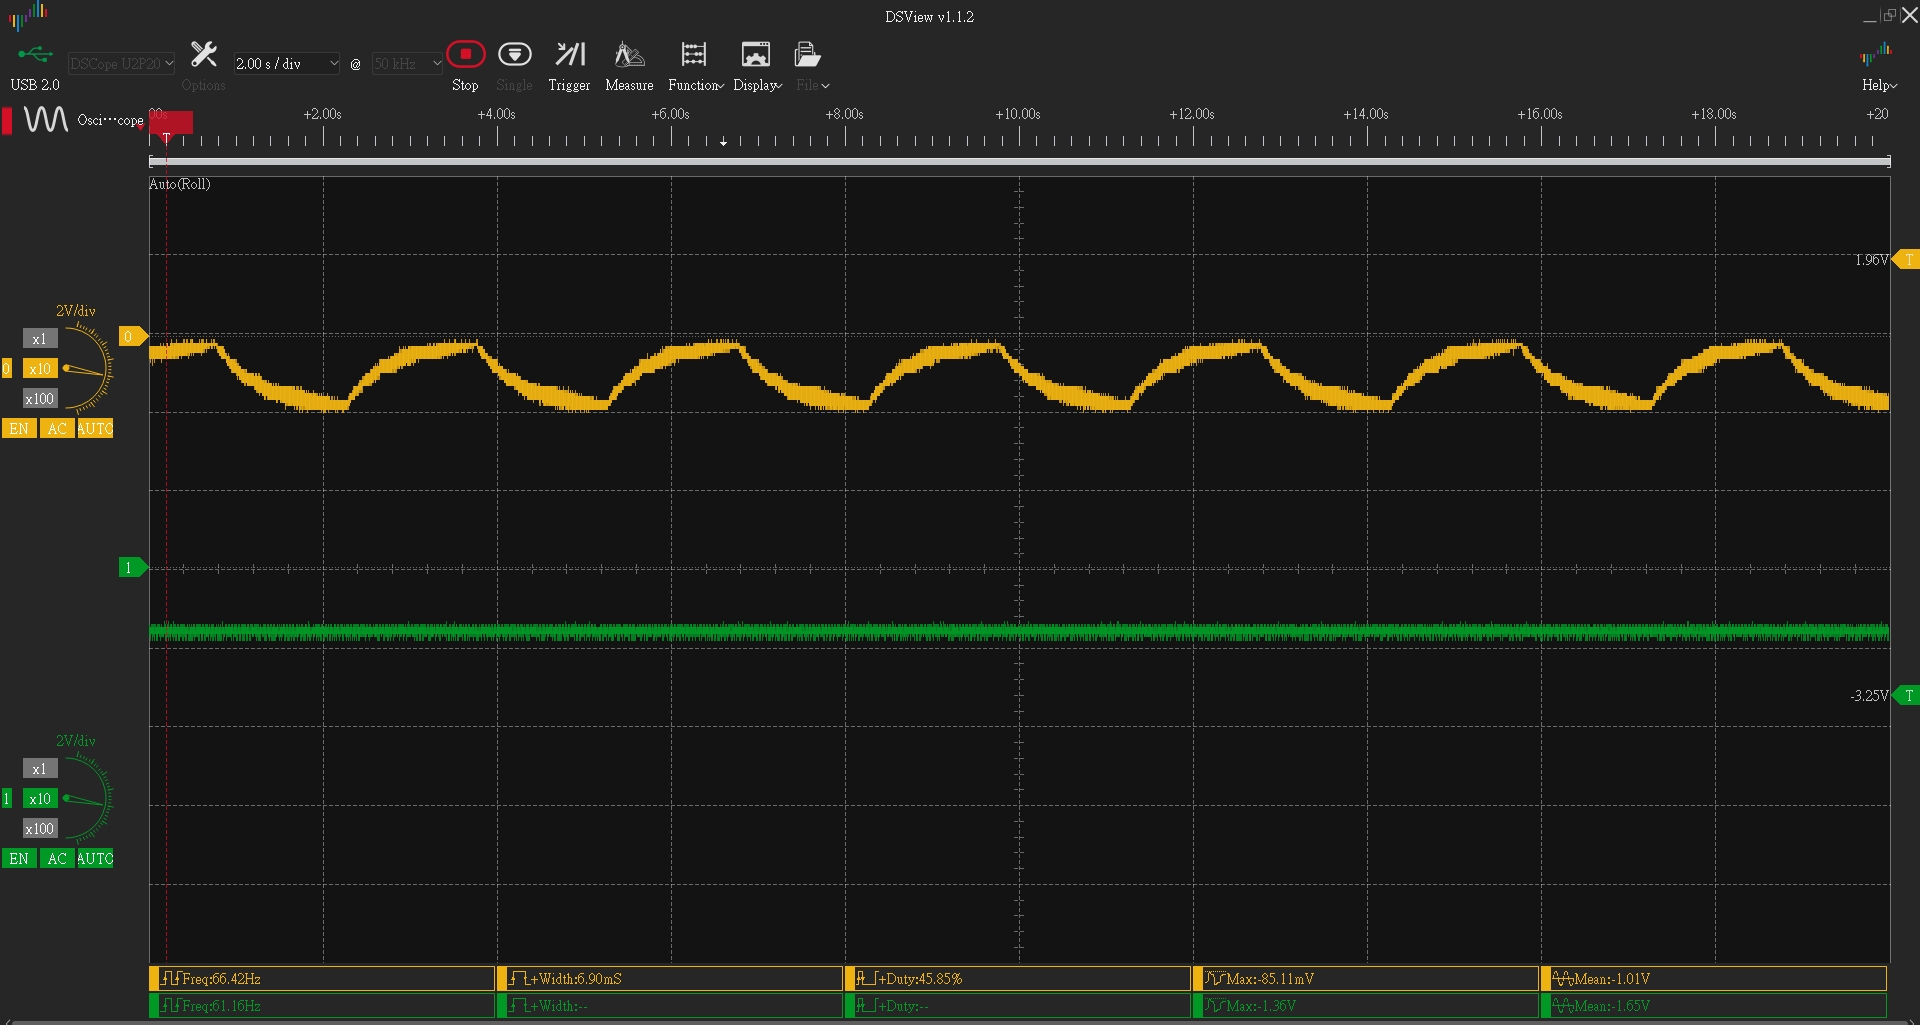 DSView v1.1.2
USB 2.0
DSCope U2P20
Options
2.00 s / div
@
50 kHz
Stop
Single
Trigger
Measure
Function
Display
File
Help
Osci⋯cope
00s
+2.00s
+4.00s
+6.00s
+8.00s
+10.00s
+12.00s
+14.00s
+16.00s
+18.00s
+20
T
Auto(Roll)
1.96V
T
2V/div
0
x1
0
x10
x100
EN
AC
AUTO
1
-3.25V
T
2V/div
x1
1
x10
x100
EN
AC
AUTO
Freq:66.42Hz
+Width:6.90mS
+Duty:45.85%
Max:-85.11mV
Mean:-1.01V
Freq:61.16Hz
+Width:--
+Duty:--
Max:-1.36V
Mean:-1.65V